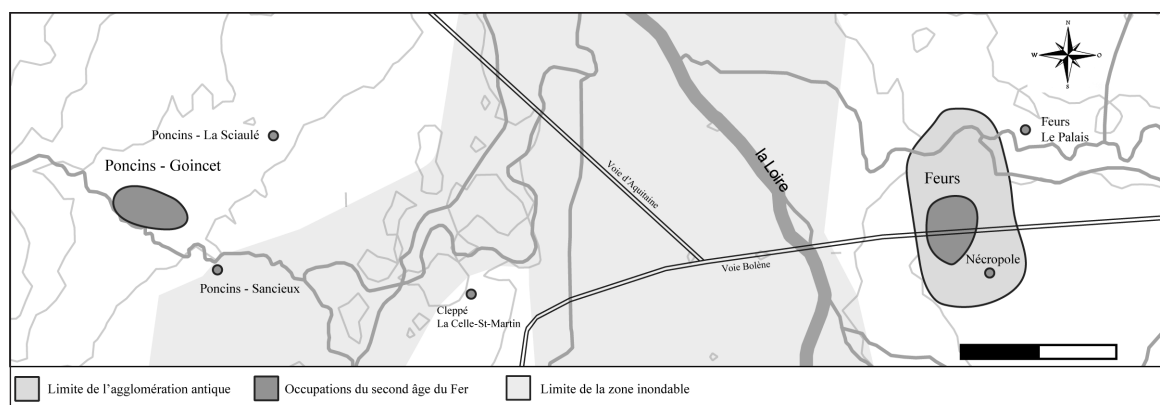 N
W
O
S
Poncins - La Sciaulé
Poncins - Goincet
Poncins - Sancieux
Cleppé
La Celle-St-Martin
Voie d'Aquitaine
Voie Bolène
la Loire
Feurs
Le Palais
Feurs
Nécropole
Limite de l'agglomération antique
Occupations du second âge du Fer
Limite de la zone inondable